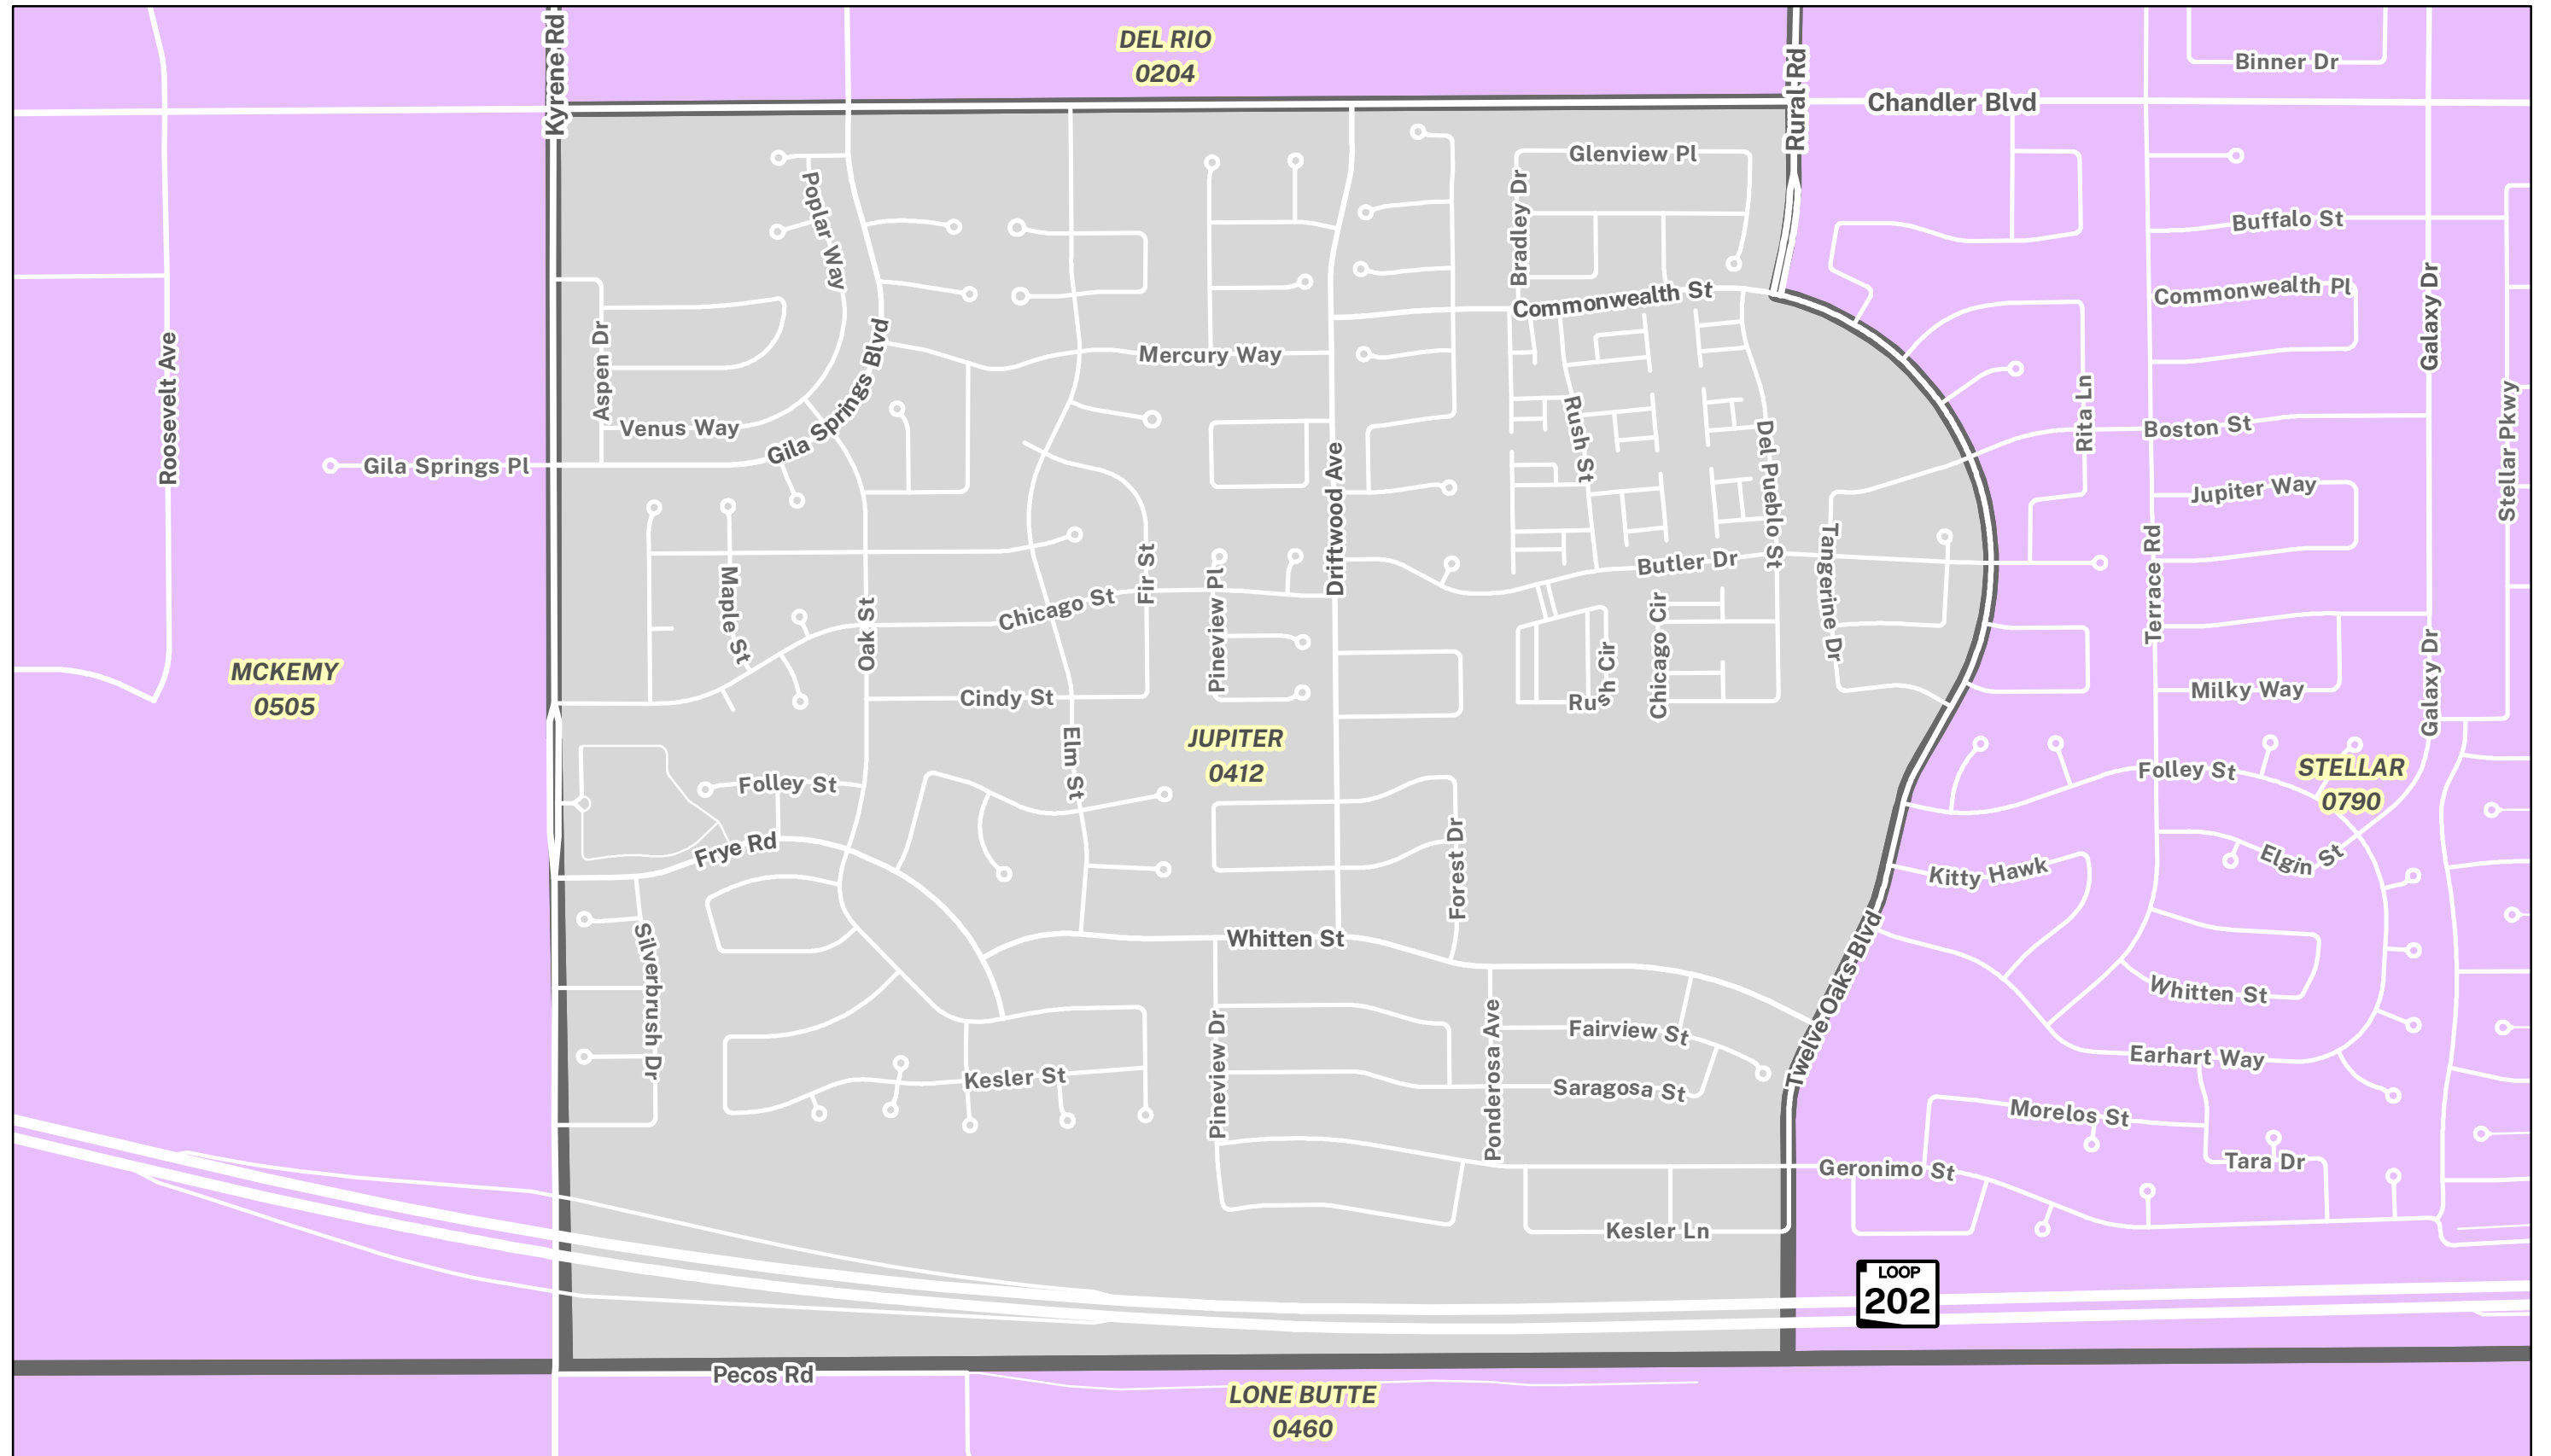 Kyrene Rd
DEL RIO
0204
Rural Rd
Binner Dr
Chandler Blvd
Glenview Pl
Poplar Way
Bradley Dr
Buffalo St
Commonwealth St
Commonwealth Pl
Galaxy Dr
Roosevelt Ave
Aspen Dr
Gila Springs Blvd
Mercury Way
Venus Way
Rush St
Rita Ln
Boston St
Stellar Pkwy
Gila Springs Pl
Driftwood Ave
Del Pueblo St
Jupiter Way
Maple St
Oak St
Chicago St
Fir St
Pineview Pl
Butler Dr
Tangerine Dr
Terrace Rd
Chicago Cir
Rush Cir
MCKEMY
0505
Cindy St
Milky Way
Galaxy Dr
JUPITER
0412
Elm St
Folley St
Folley St
STELLAR
0790
Frye Rd
Forest Dr
Kitty Hawk
Elgin St
Silverbrush Dr
Whitten St
Twelve Oaks Blvd
Whitten St
Pineview Dr
Ponderosa Ave
Fairview St
Earhart Way
Kesler St
Saragosa St
Morelos St
Geronimo St
Tara Dr
Kesler Ln
LOOP
202
Pecos Rd
LONE BUTTE
0460